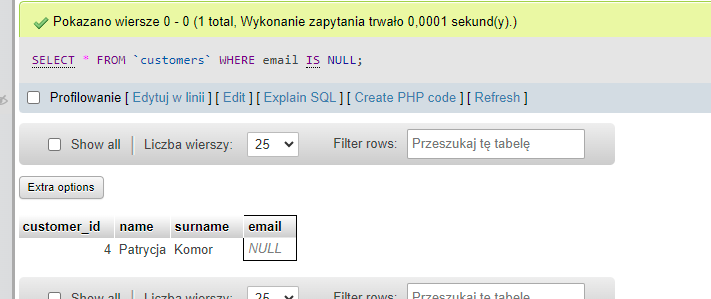 Pokazano wiersze 0 - 0 (1 total, Wykonanie zapytania trwało 0,0001 sekund(y).)
SELECT * FROM `customers` WHERE email IS NULL;
Profilowanie [ Edytuj w linii ] [ Edit ] [ Explain SQL ] [ Create PHP code ] [ Refresh ]
Show all Liczba wierszy: 25 Filter rows: Przeszukaj tę tabelę
Extra options
customer_id name surname email
4 Patrycja Komor NULL
Show all Liczba wierszy: 25 Filter rows: Przeszukaj tę tabelę